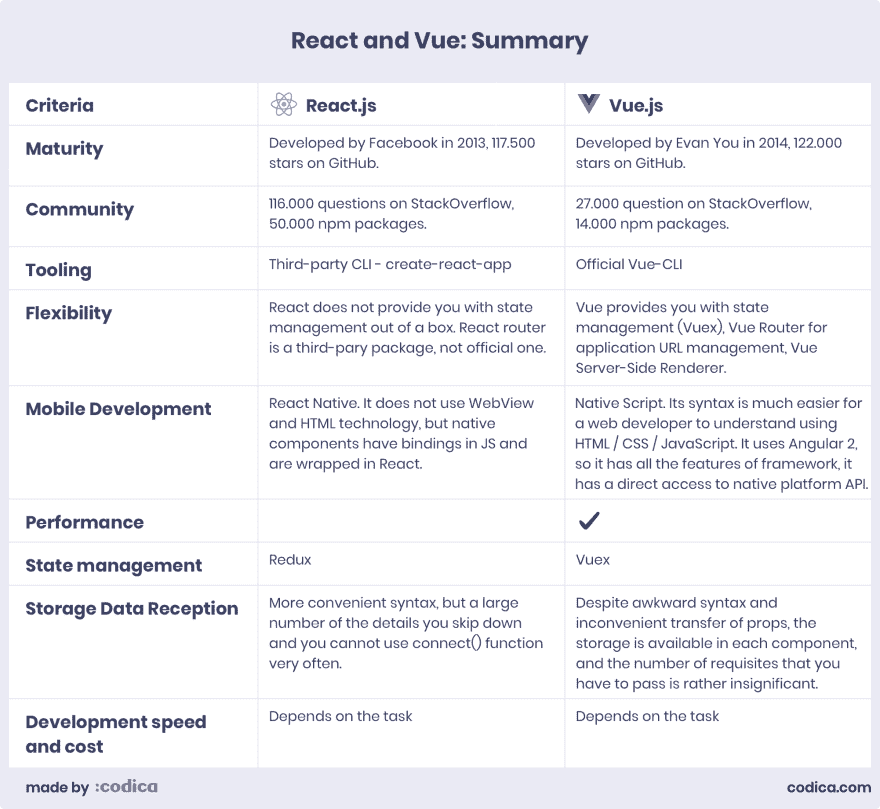 React and Vue: Summary
Criteria
React.js
Vue.js
Maturity
Developed by Facebook in 2013, 117.500
stars on GitHub.
Developed by Evan You in 2014, 122.000
stars on GitHub.
Community
116.000 questions on StackOverflow,
50.000 npm packages.
27.000 question on StackOverflow,
14.000 npm packages.
Tooling
Third-party CLI - create-react-app
Official Vue-CLI
Flexibility
React does not provide you with state
management out of a box. React router
is a third-pary package, not official one.
Vue provides you with state
management (Vuex), Vue Router for
application URL management, Vue
Server-Side Renderer.
Mobile Development
React Native. It does not use WebView
and HTML technology, but native
components have bindings in JS and
are wrapped in React.
Native Script. Its syntax is much easier for
a web developer to understand using
HTML / CSS / JavaScript. It uses Angular 2,
so it has all the features of framework, it
has a direct access to native platform API.
Performance
State management
Redux
Vuex
Storage Data Reception
More convenient syntax, but a large
number of the details you skip down
and you cannot use connect() function
very often.
Despite awkward syntax and
inconvenient transfer of props, the
storage is available in each component,
and the number of requisites that you
have to pass is rather insignificant.
Development speed
and cost
Depends on the task
Depends on the task
made by :codica
codica.com